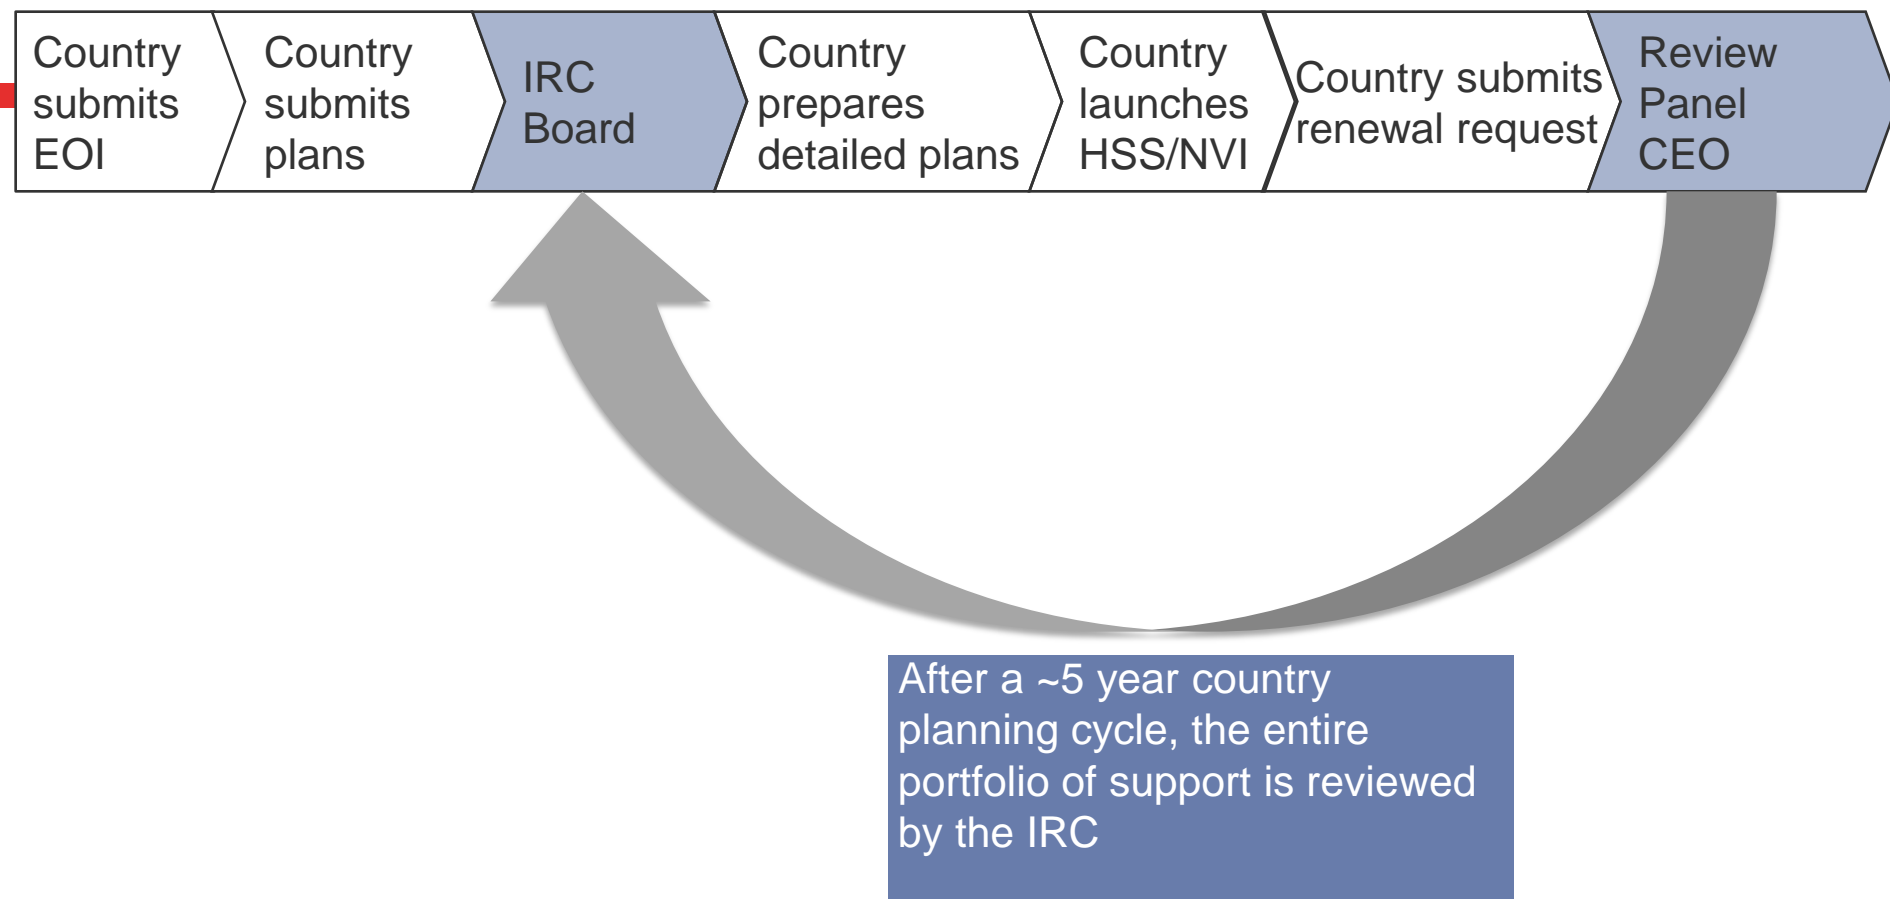 Country
submits
EOI
Country
submits
plans
IRC
Board
Country
prepares
detailed plans
Country
launches
HSS/NVI
Country submits
renewal request
Review
Panel
CEO
After a ~5 year country
planning cycle, the entire
portfolio of support is reviewed
by the IRC